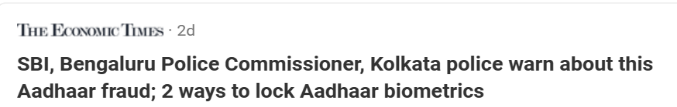 THE ECONOMIC TIMES · 2d
SBI, Bengaluru Police Commissioner, Kolkata police warn about this
Aadhaar fraud; 2 ways to lock Aadhaar biometrics